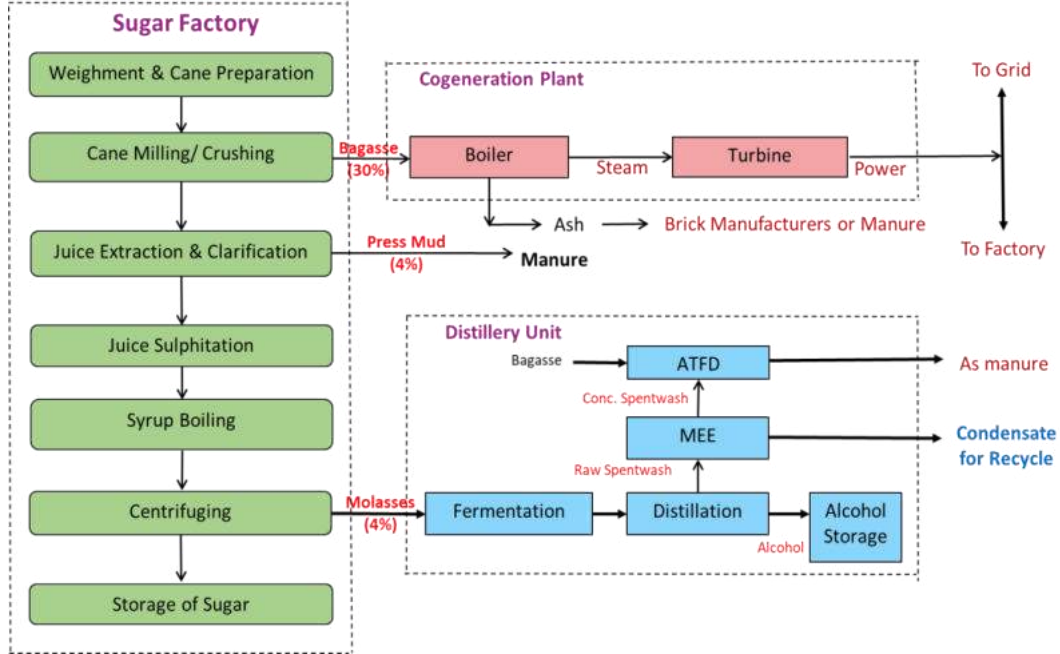 Sugar Factory
Weighment & Cane Preparation
Cane Milling/ Crushing
Juice Extraction & Clarification
Juice Sulphitation
Syrup Boiling
Centrifuging
Storage of Sugar
Bagasse
(30%)
Press Mud
(4%)
Manure
Molasses
(4%)
Cogeneration Plant
Boiler
Steam
Turbine
Power
To Grid
To Factory
Ash
Brick Manufacturers or Manure
Distillery Unit
Bagasse
ATFD
As manure
Conc. Spentwash
MEE
Condensate
for Recycle
Raw Spentwash
Fermentation
Distillation
Alcohol
Alcohol
Storage